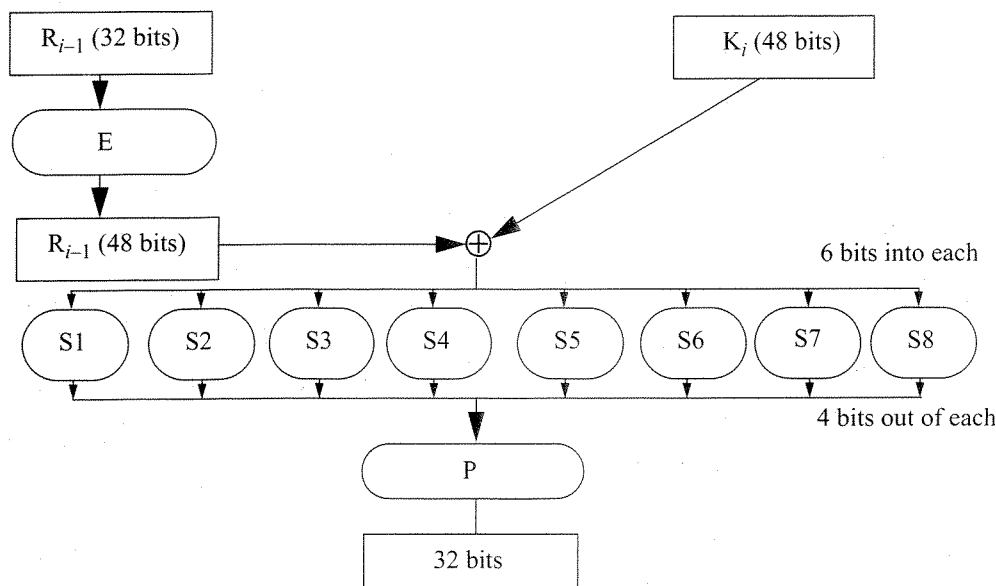 R_{i–1} (32 bits)
K_i (48 bits)
E
R_{i–1} (48 bits)
6 bits into each
S1 S2 S3 S4 S5 S6 S7 S8
4 bits out of each
P
32 bits